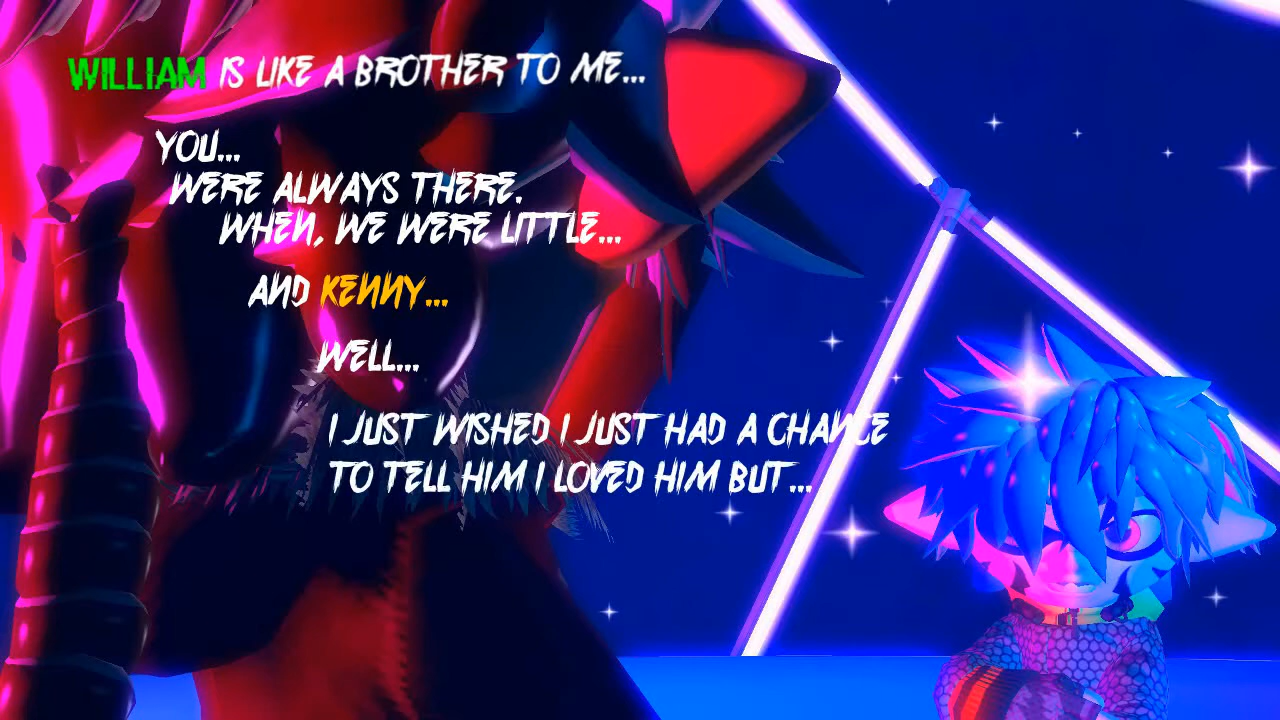 WILLIAM IS LIKE A BROTHER TO ME...
YOU...
WERE ALWAYS THERE.
WHEN, WE WERE LITTLE...
AND KENNY...
WELL...
I JUST WISHED I JUST HAD A CHANCE
TO TELL HIM I LOVED HIM BUT...